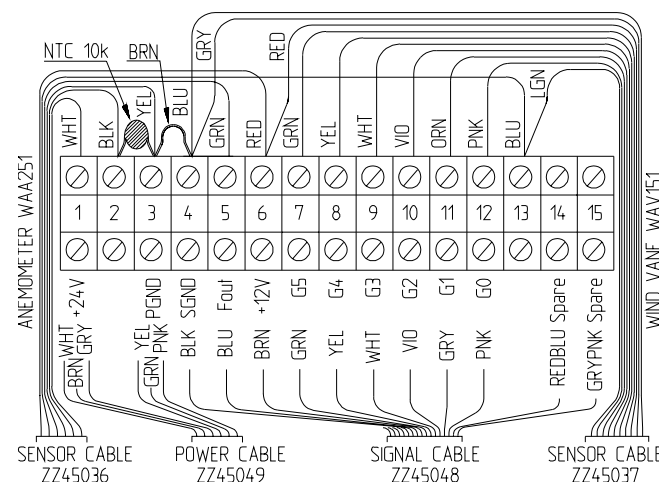 NTC 10k
BRN
GRY
RED
WHT
BLK
YEL
BLU
GRN
RED
GRN
YEL
WHT
VIO
ORN
PNK
BLU
LGN
1 2 3 4 5 6 7 8 9 10 11 12 13 14 15
ANEMOMETER WAA251
WIND VANE WAV151
+24V
PGND
SGND
Fout
+12V
G5
G4
G3
G2
G1
G0
Spare
Spare
WHT
BRN
GRY
YEL
GRN
PNK
BLK
BLU
BRN
GRN
YEL
WHT
VIO
GRY
PNK
REDBLU
GRYPNK
SENSOR CABLE
ZZ45036
POWER CABLE
ZZ45049
SIGNAL CABLE
ZZ45048
SENSOR CABLE
ZZ45037